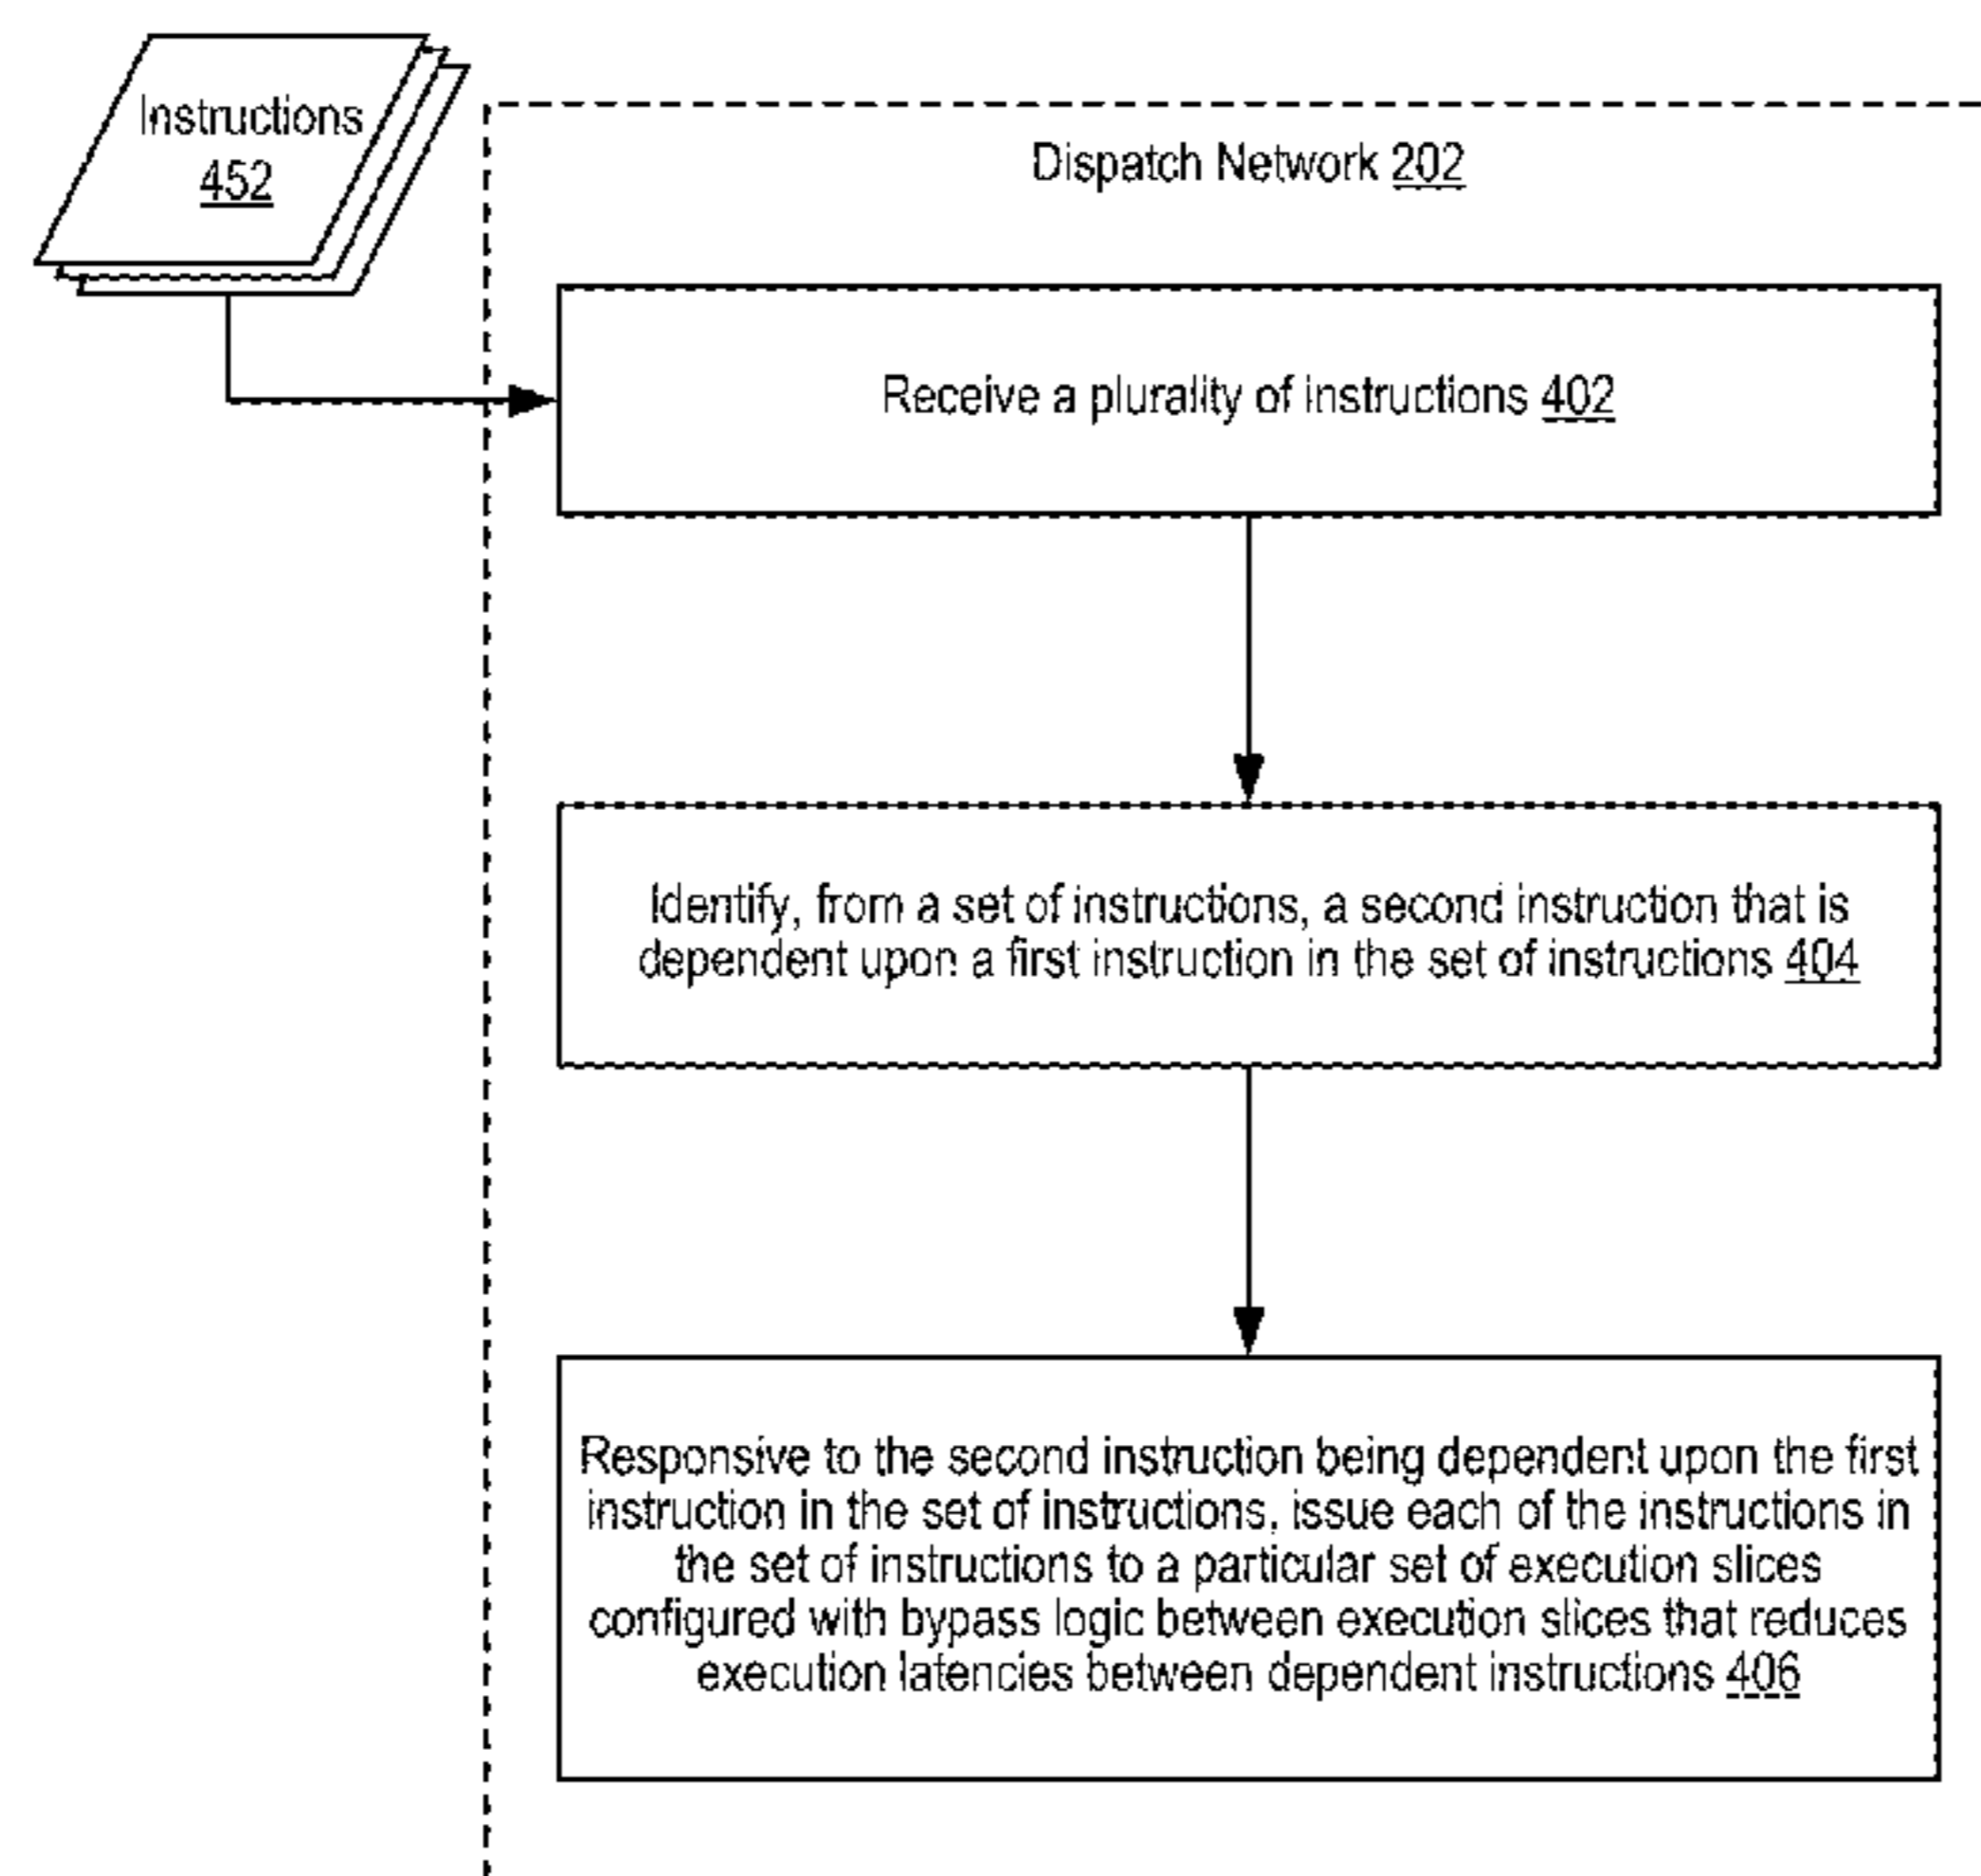 Instructions
452
Dispatch Network 202
Receive a plurality of instructions 402
Identify, from a set of instructions, a second instruction that is
dependent upon a first instruction in the set of instructions 404
Responsive to the second instruction being dependent upon the first
instruction in the set of instructions, issue each of the instructions in
the set of instructions to a particular set of execution slices
configured with bypass logic between execution slices that reduces
execution latencies between dependent instructions 406